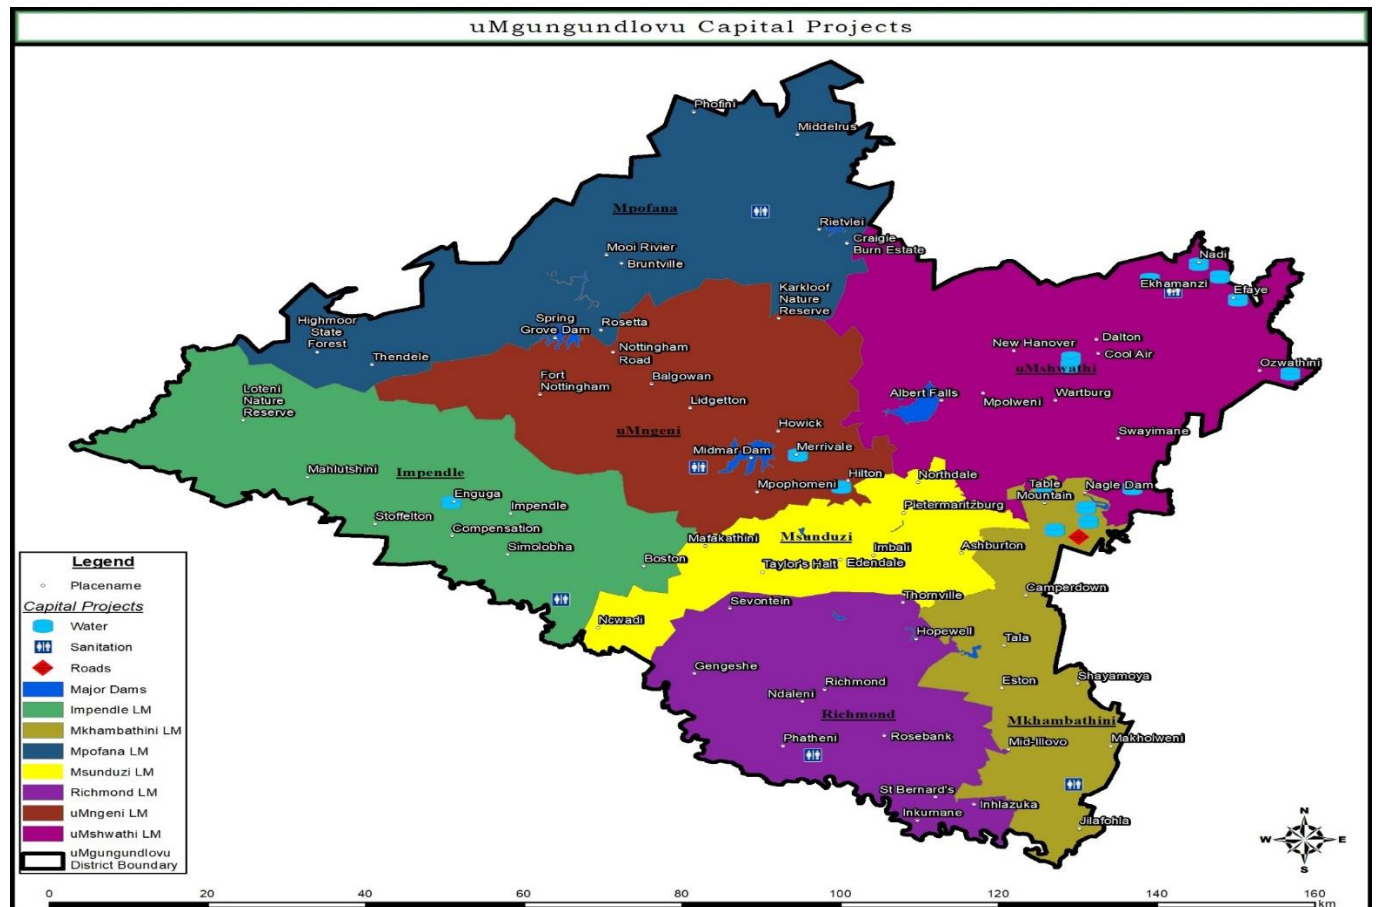 uMgungundlovu Capital Projects
Phofini
Middelrus
Mpofana
Rietvlei
Craigie
Burn Estate
Mooi Rivier
Bruntville
Nadi
Ekhamanzi
Efaye
Karkloof
Nature
Reserve
Highmoor
State
Forest
Spring
Grove Dam
Rosetta
Thendele
Nottingham
Road
New Hanover
Dalton
Cool Air
uMshwathi
Ozwathini
Fort
Nottingham
Balgowan
Loteni
Nature
Reserve
Lidgetton
Albert Falls
Mpolweni
Wartburg
uMngeni
Howick
Swayimane
Midmar Dam
Merrivale
Mahlutshini
Impendle
Hilton
Northdale
Mpophomeni
Table
Mountain
Nagle Dam
Enguga
Impendle
Pietermaritzburg
Stoffelton
Compensation
Mafakathini
Msunduzi
Simolobha
Imbali
Ashburton
Boston
Taylor's Halt
Edendale
Camperdown
Sevontein
Thornville
Ncwadi
Hopewell
Tala
Gengeshe
Richmond
Eston
Shayamoya
Ndaleni
Richmond
Mkhambathini
Phatheni
Rosebank
Mid-Illovo
Makholweni
St Bernard's
Inhlazuka
Inkumane
Jilafohla
Legend
Placename
Capital Projects
Water
Sanitation
Roads
Major Dams
Impendle LM
Mkhambathini LM
Mpofana LM
Msunduzi LM
Richmond LM
uMngeni LM
uMshwathi LM
uMgungundlovu
District Boundary
N
W E
S
0 20 40 60 80 100 120 140 160
km